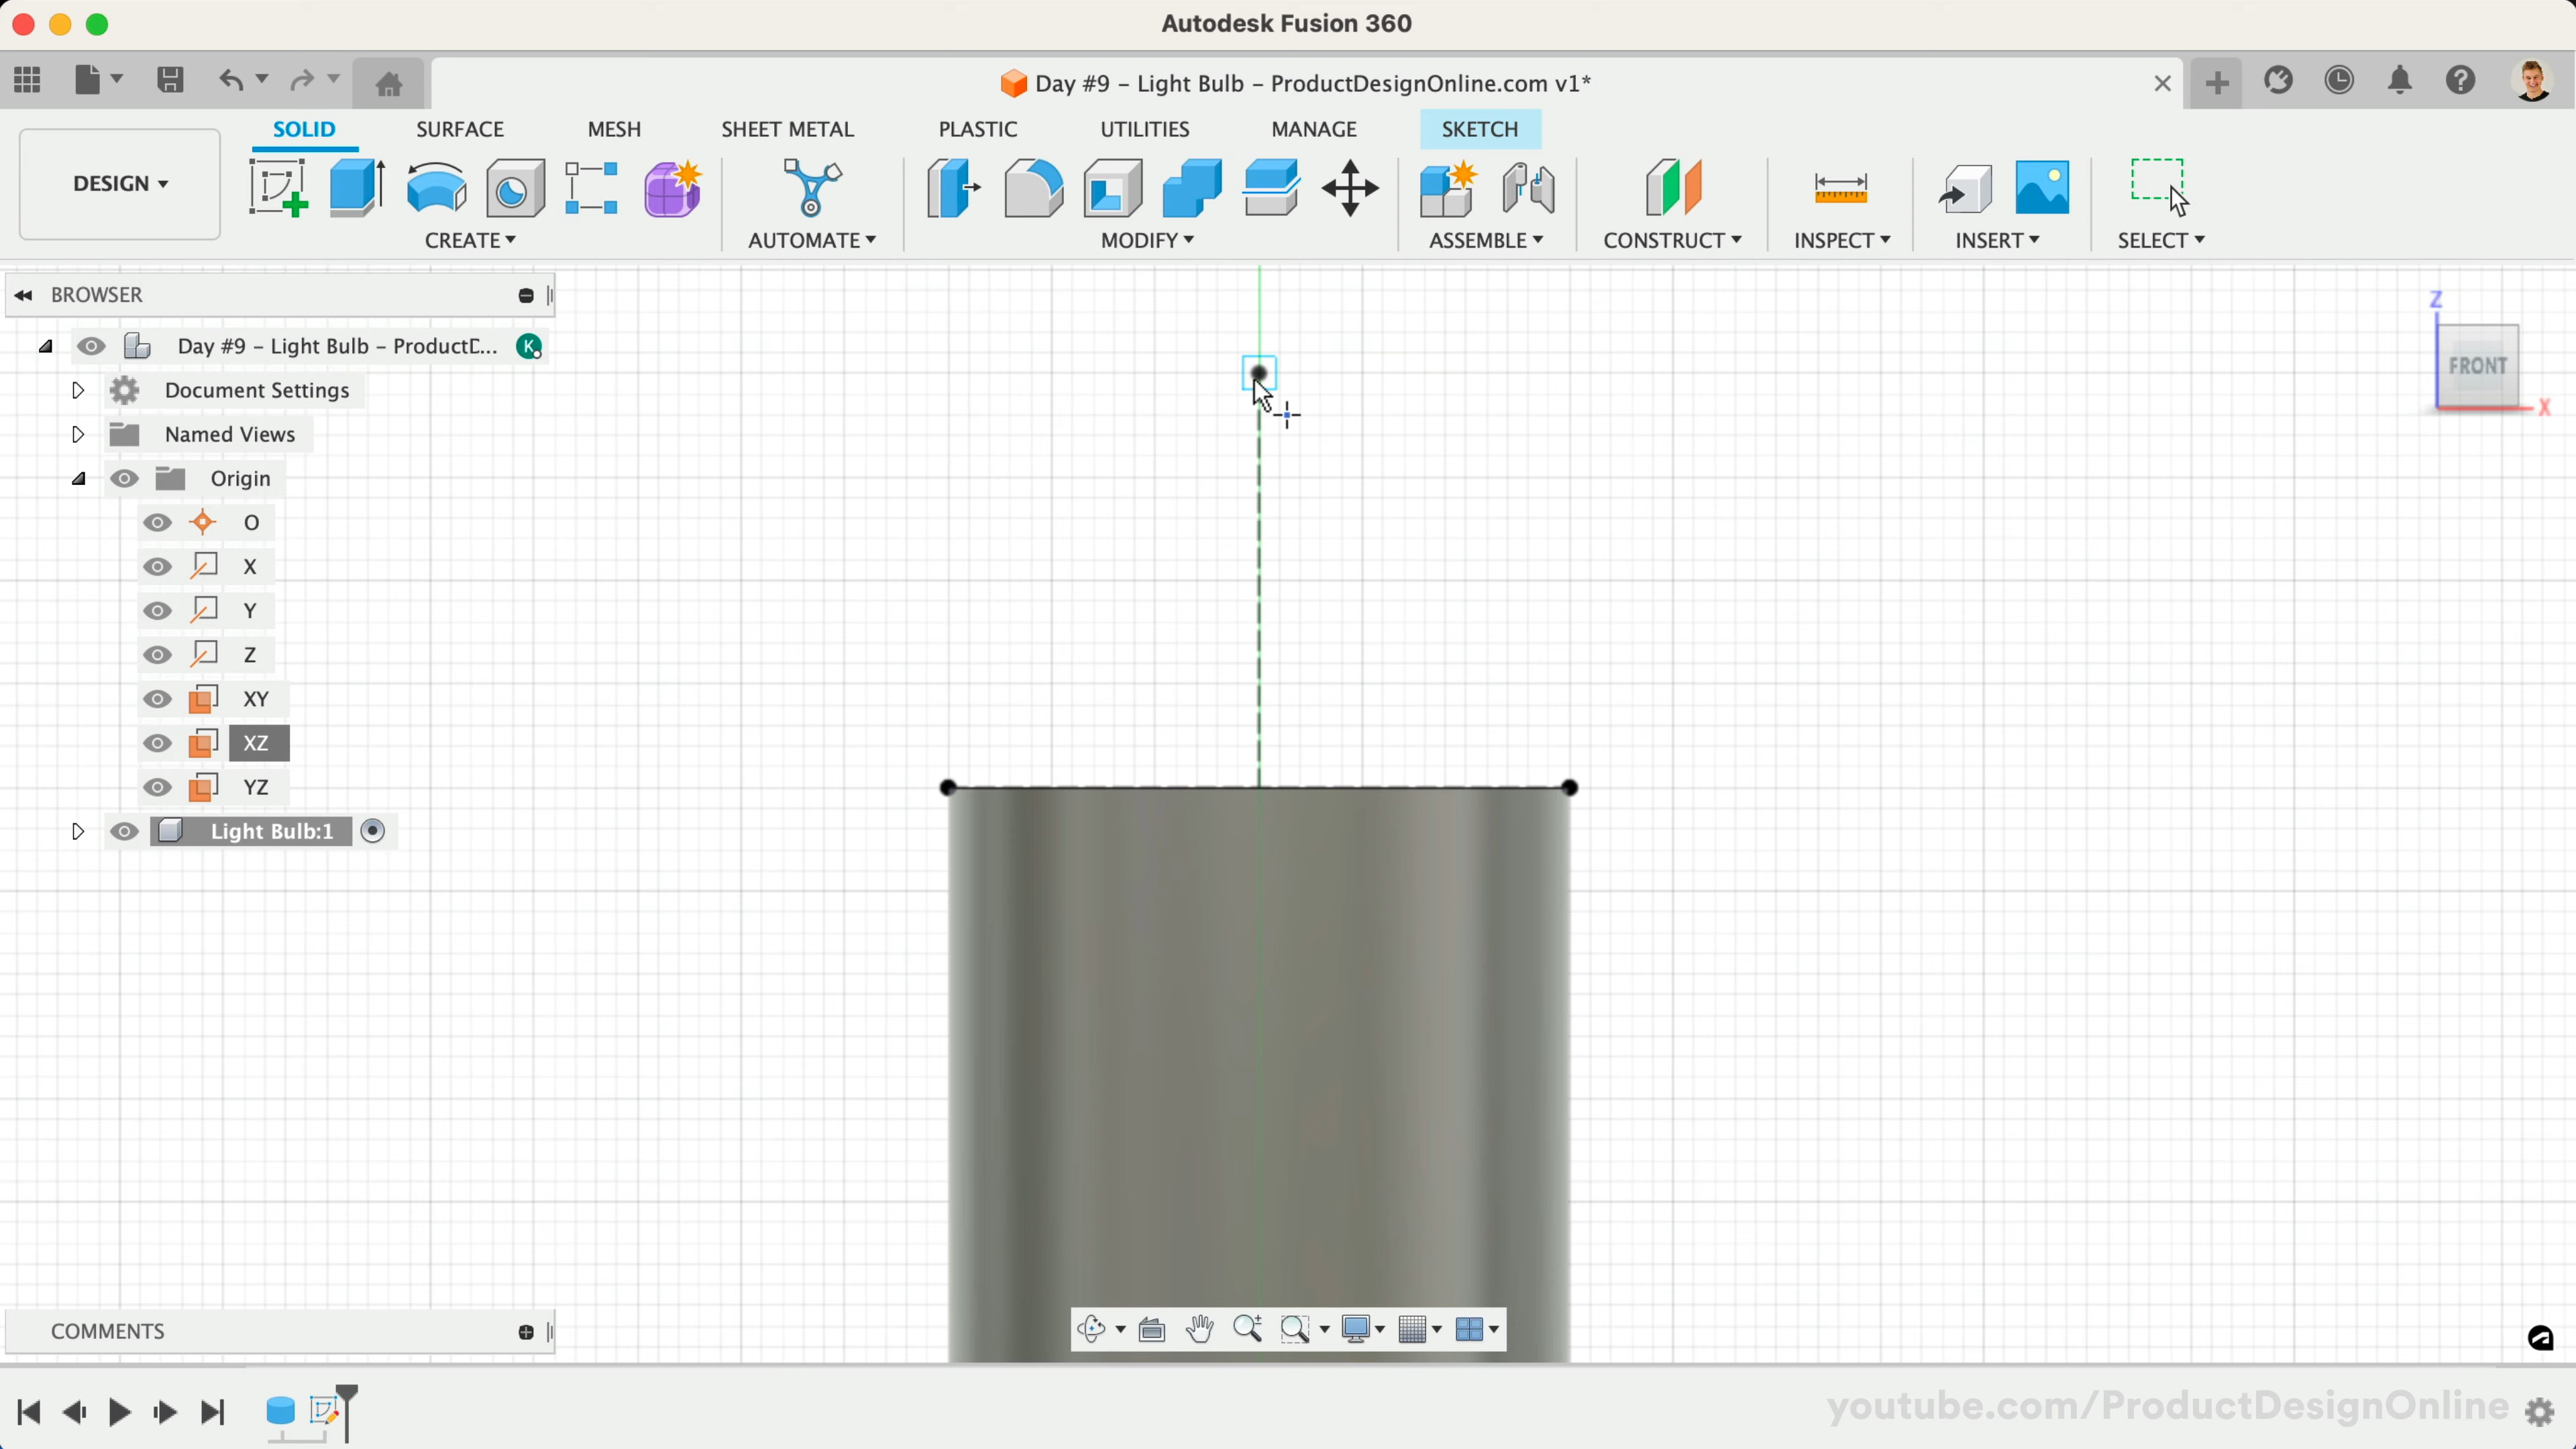 Autodesk Fusion 360
Day #9 – Light Bulb – ProductDesignOnline.com v1*
SOLID SURFACE MESH SHEET METAL PLASTIC UTILITIES MANAGE SKETCH
DESIGN
CREATE AUTOMATE MODIFY ASSEMBLE CONSTRUCT INSPECT INSERT SELECT
BROWSER
Day #9 – Light Bulb – ProductD... K
Document Settings
Named Views
Origin
O
X
Y
Z
XY
XZ
YZ
Light Bulb:1
Z
FRONT
X
COMMENTS
youtube.com/ProductDesignOnline